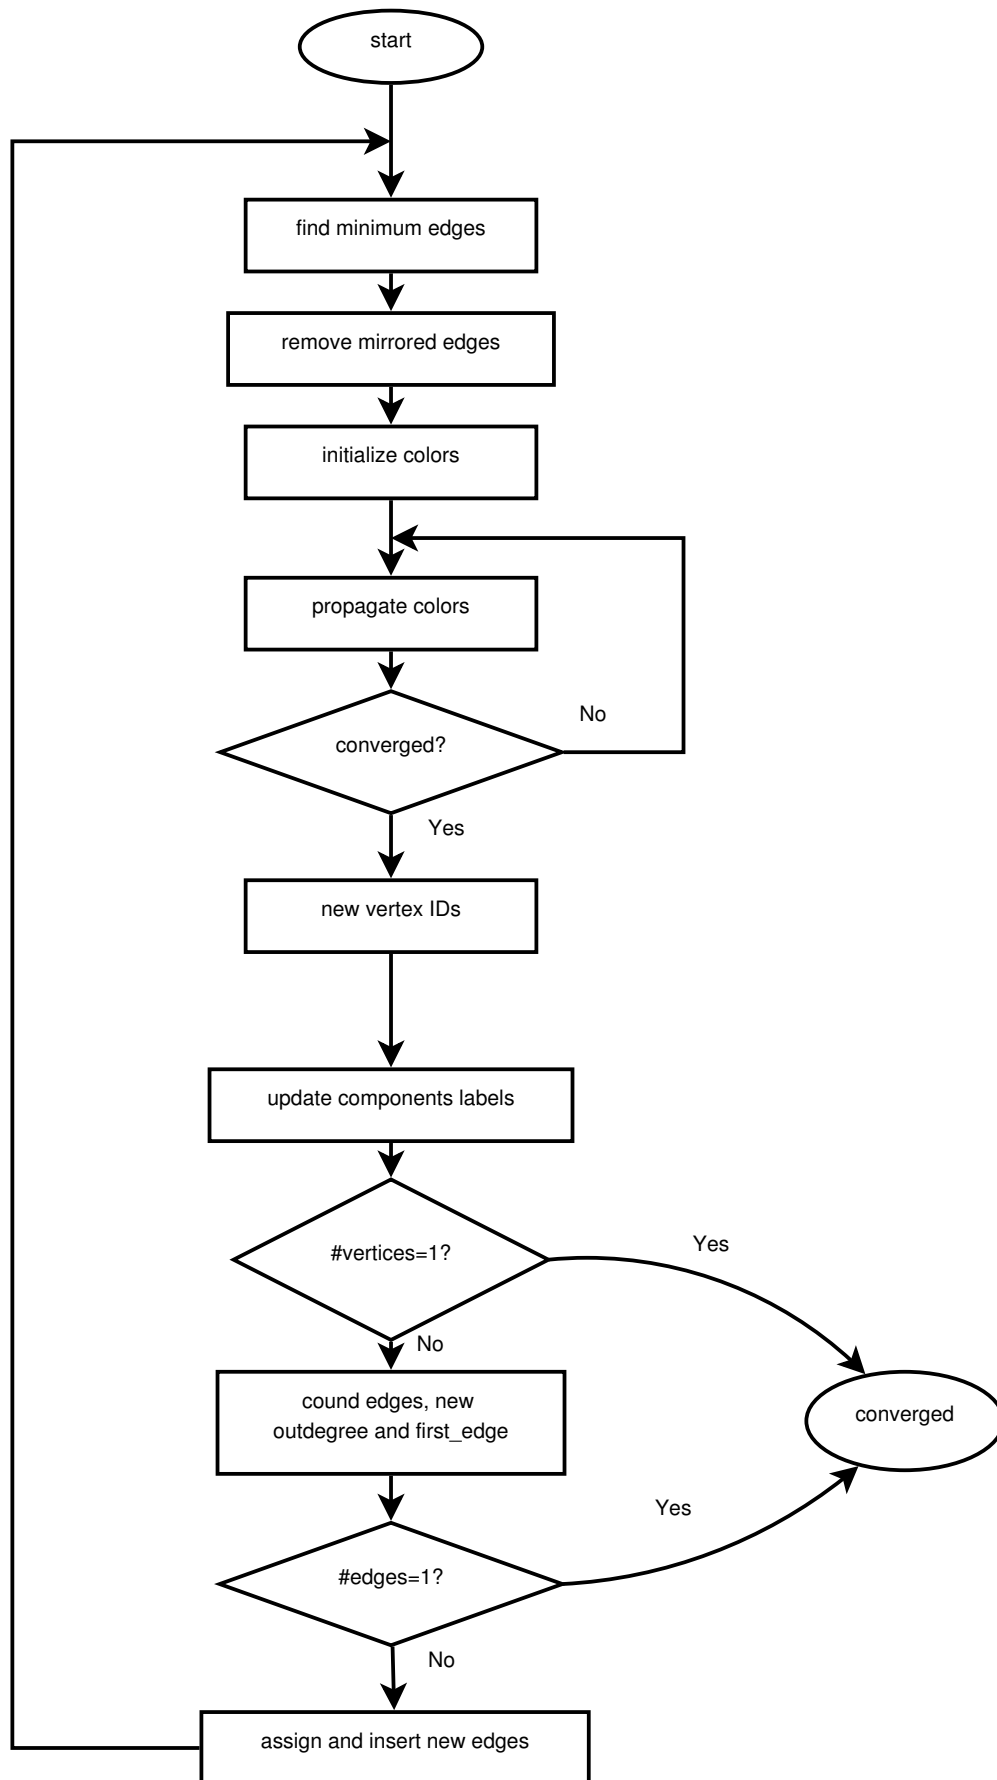 start
find minimum edges
remove mirrored edges
initialize colors
propagate colors
No
converged?
Yes
new vertex IDs
update components labels
Yes
#vertices=1?
No
cound edges, new
outdegree and first_edge
converged
Yes
#edges=1?
No
assign and insert new edges